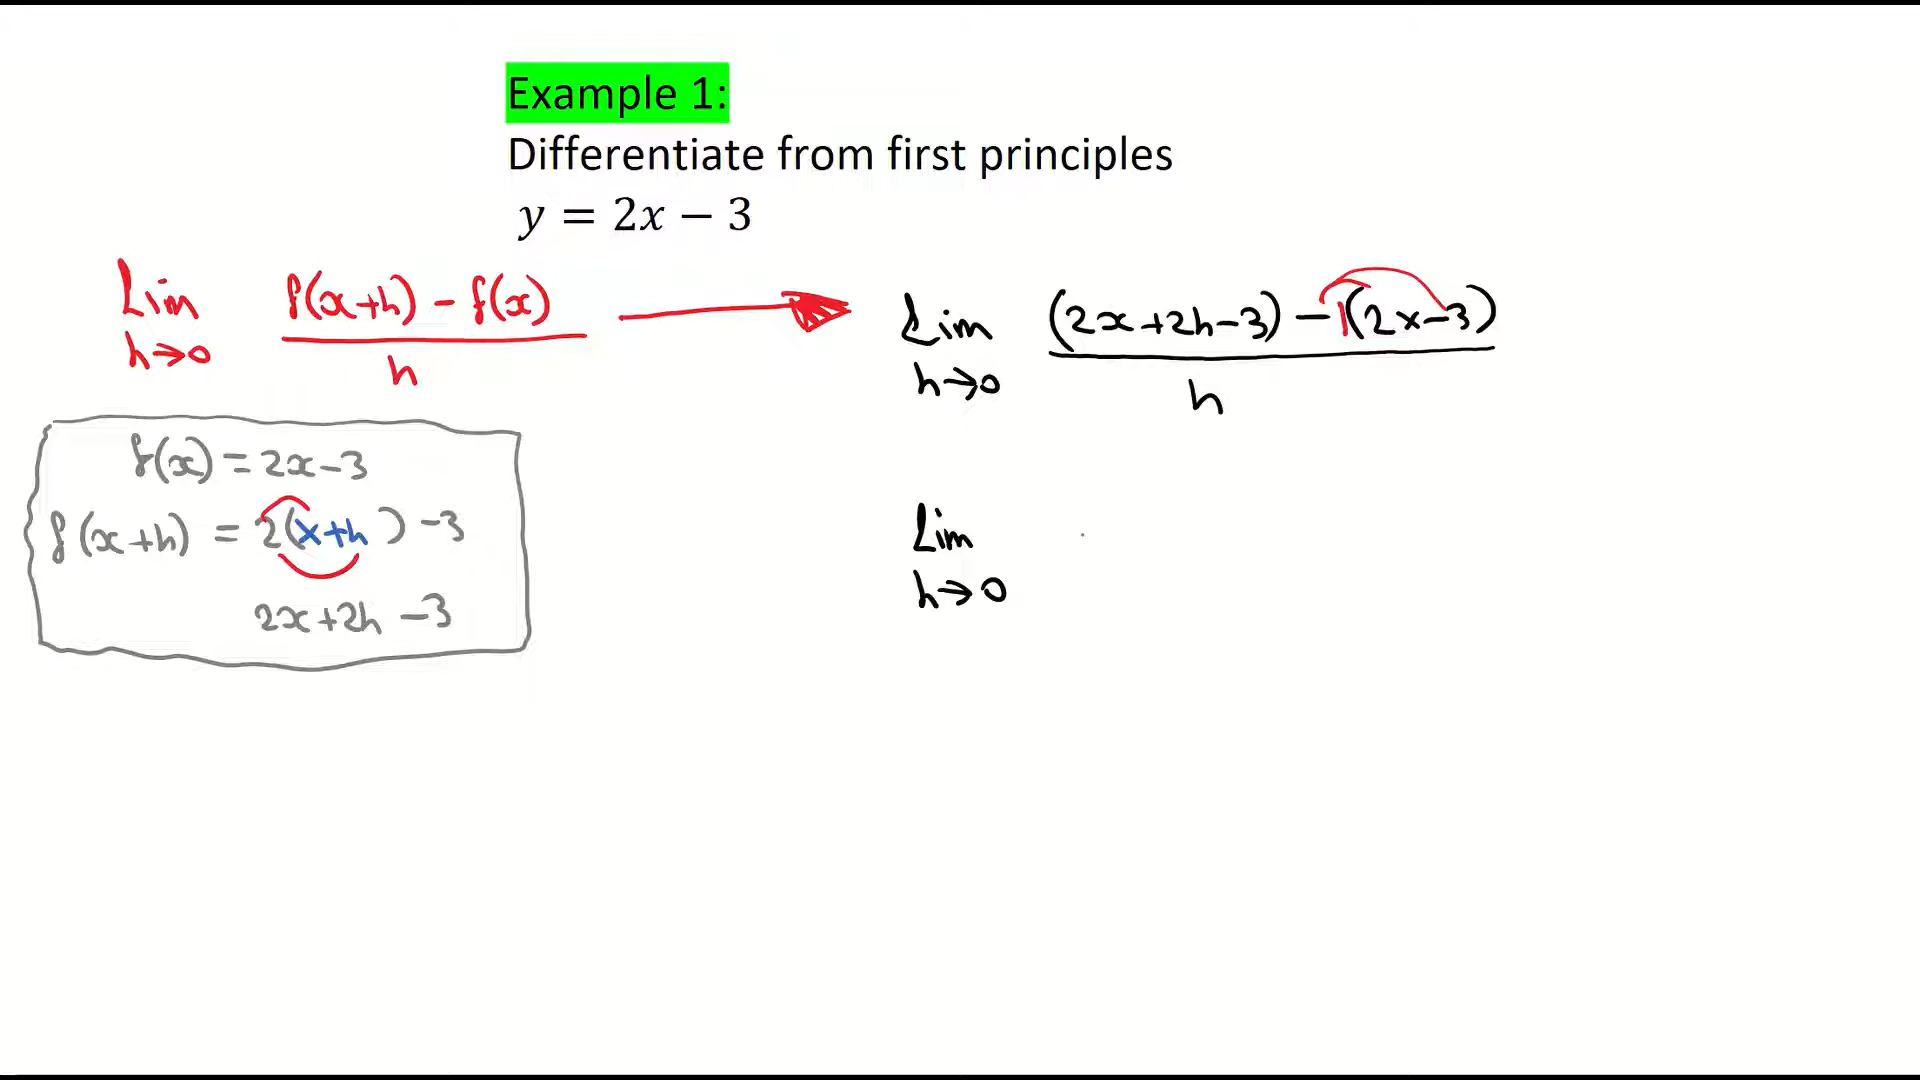 Example 1:
Differentiate from first principles
y = 2x − 3
Lim f(x+h) - f(x)
h→0 h
Lim (2x+2h-3) -1(2x-3)
h→0 h
f(x) = 2x-3
f(x+h) = 2(x+h) -3
2x+2h -3
Lim
h→0